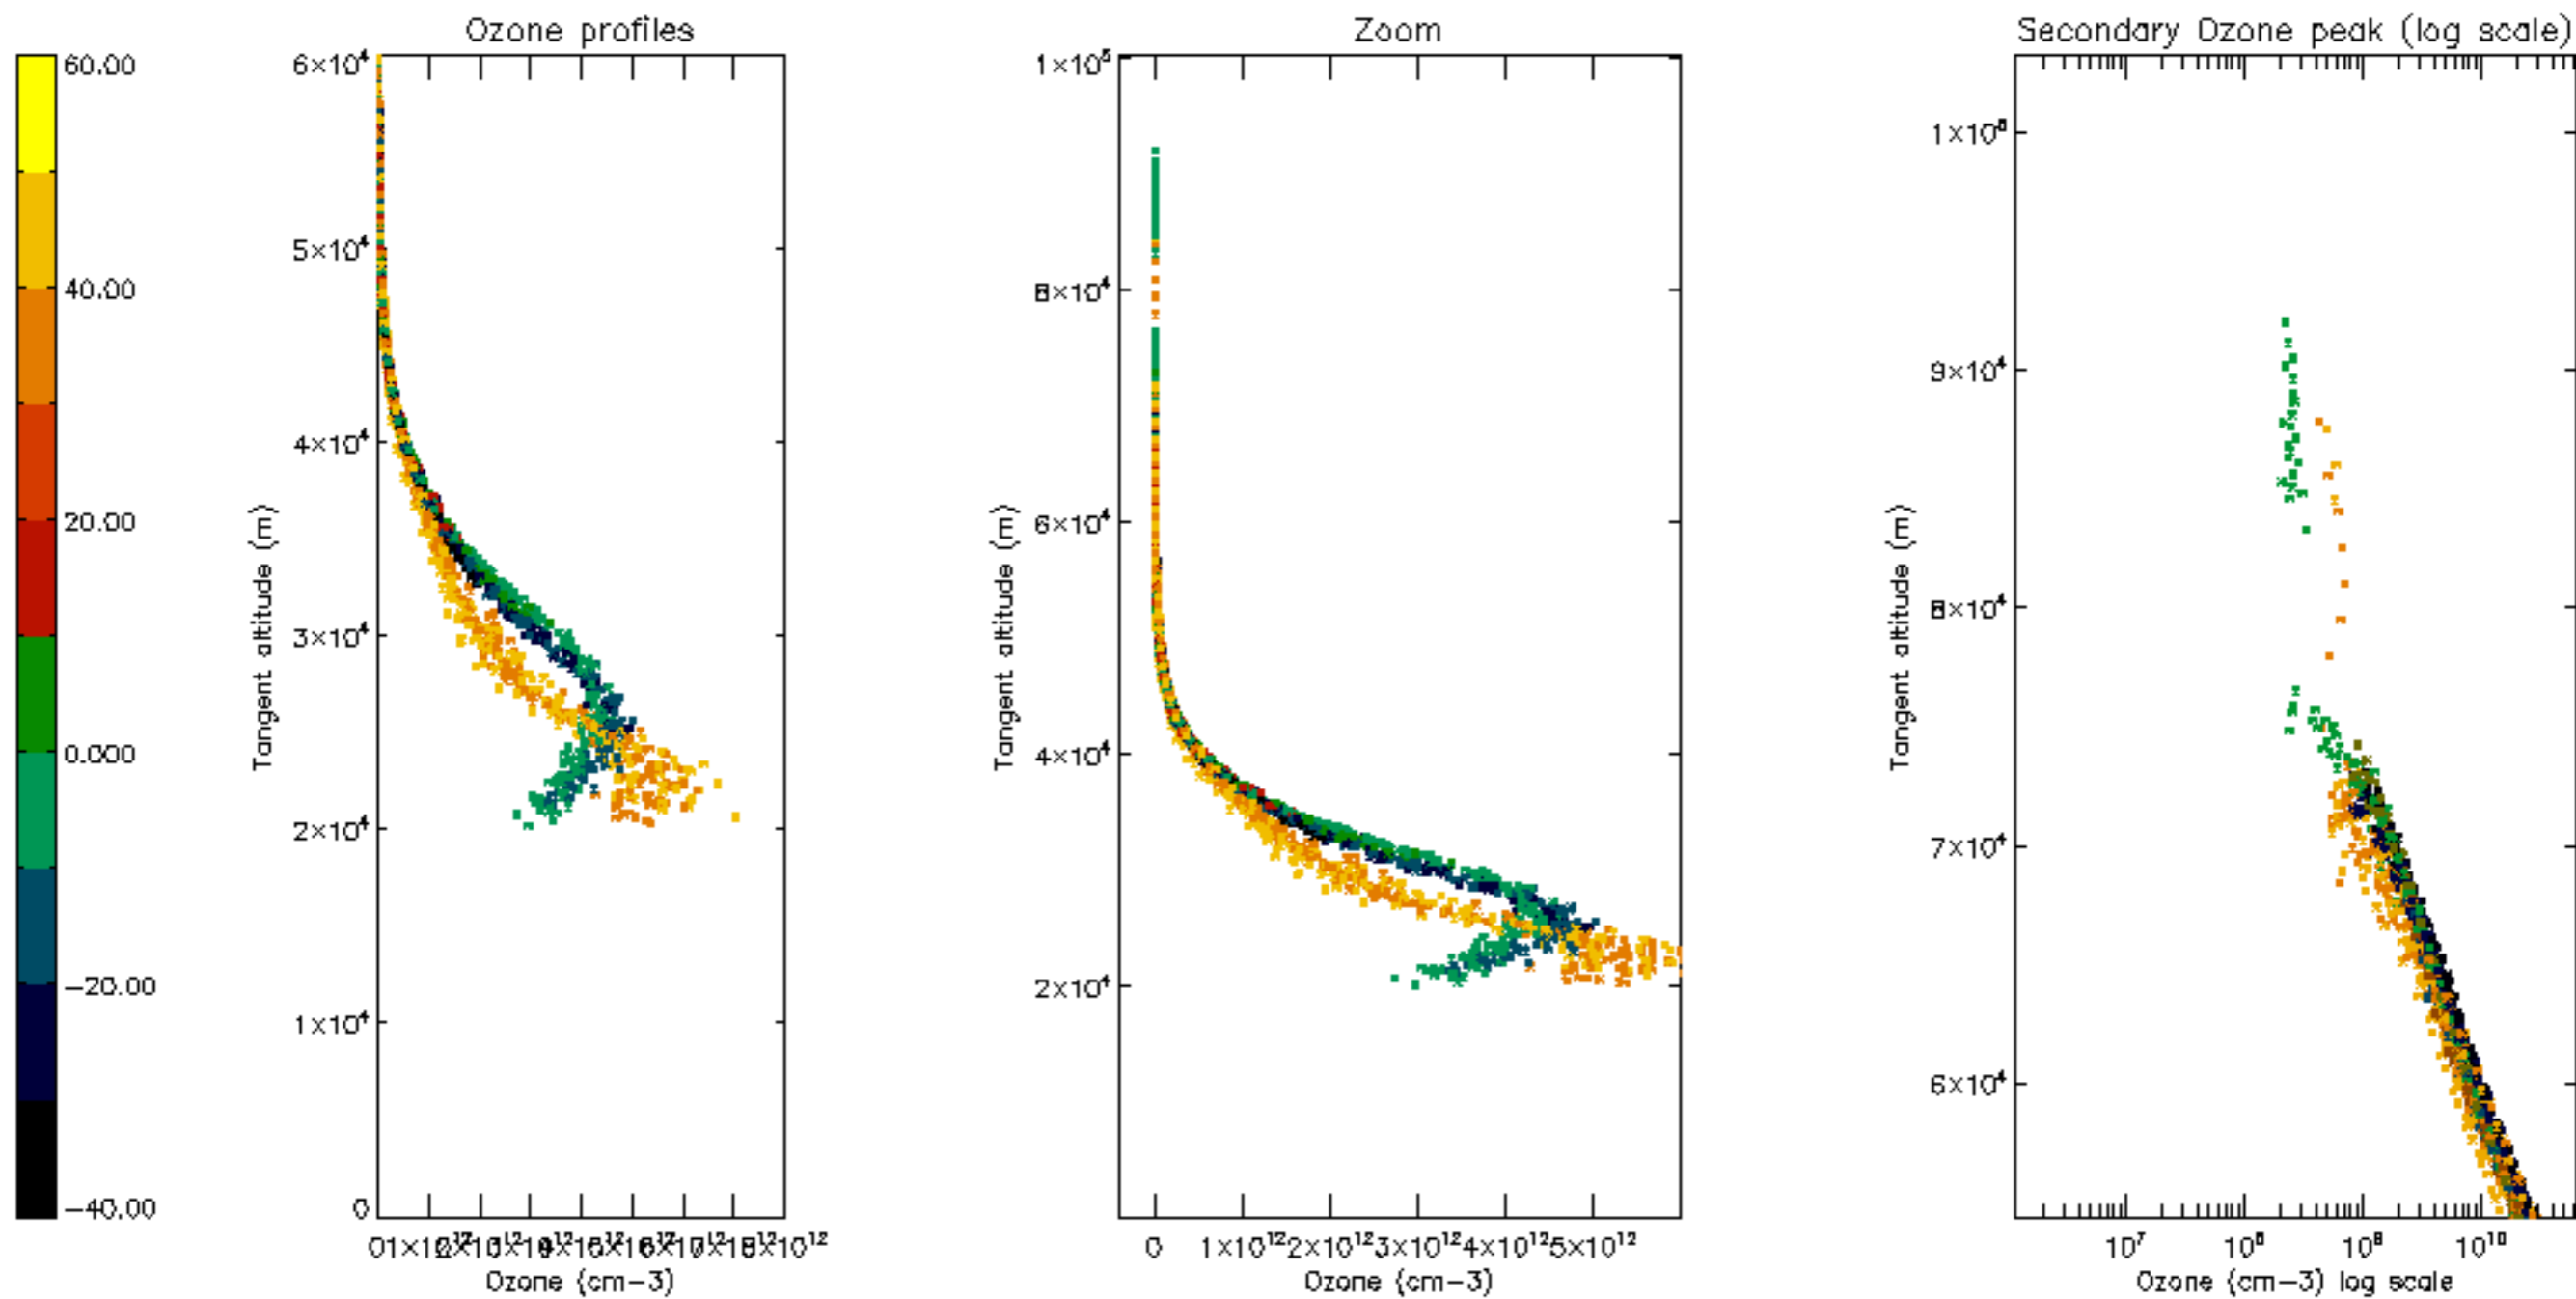 Ozone profiles
Zoom
Secondary Ozone peak (log scale)
60.00
40.00
20.00
0.000
−20.00
−40.00
6×10⁴
5×10⁴
4×10⁴
3×10⁴
2×10⁴
1×10⁴
0
Tangent altitude (m)
Ozone (cm−3)
1×10⁵
8×10⁴
6×10⁴
4×10⁴
2×10⁴
Tangent altitude (m)
0 1×10¹² 2×10¹² 3×10¹² 4×10¹² 5×10¹²
Ozone (cm−3)
9×10⁴
8×10⁴
7×10⁴
6×10⁴
Tangent altitude (m)
10⁷ 10⁸ 10⁹ 10¹⁰
Ozone (cm−3) log scale